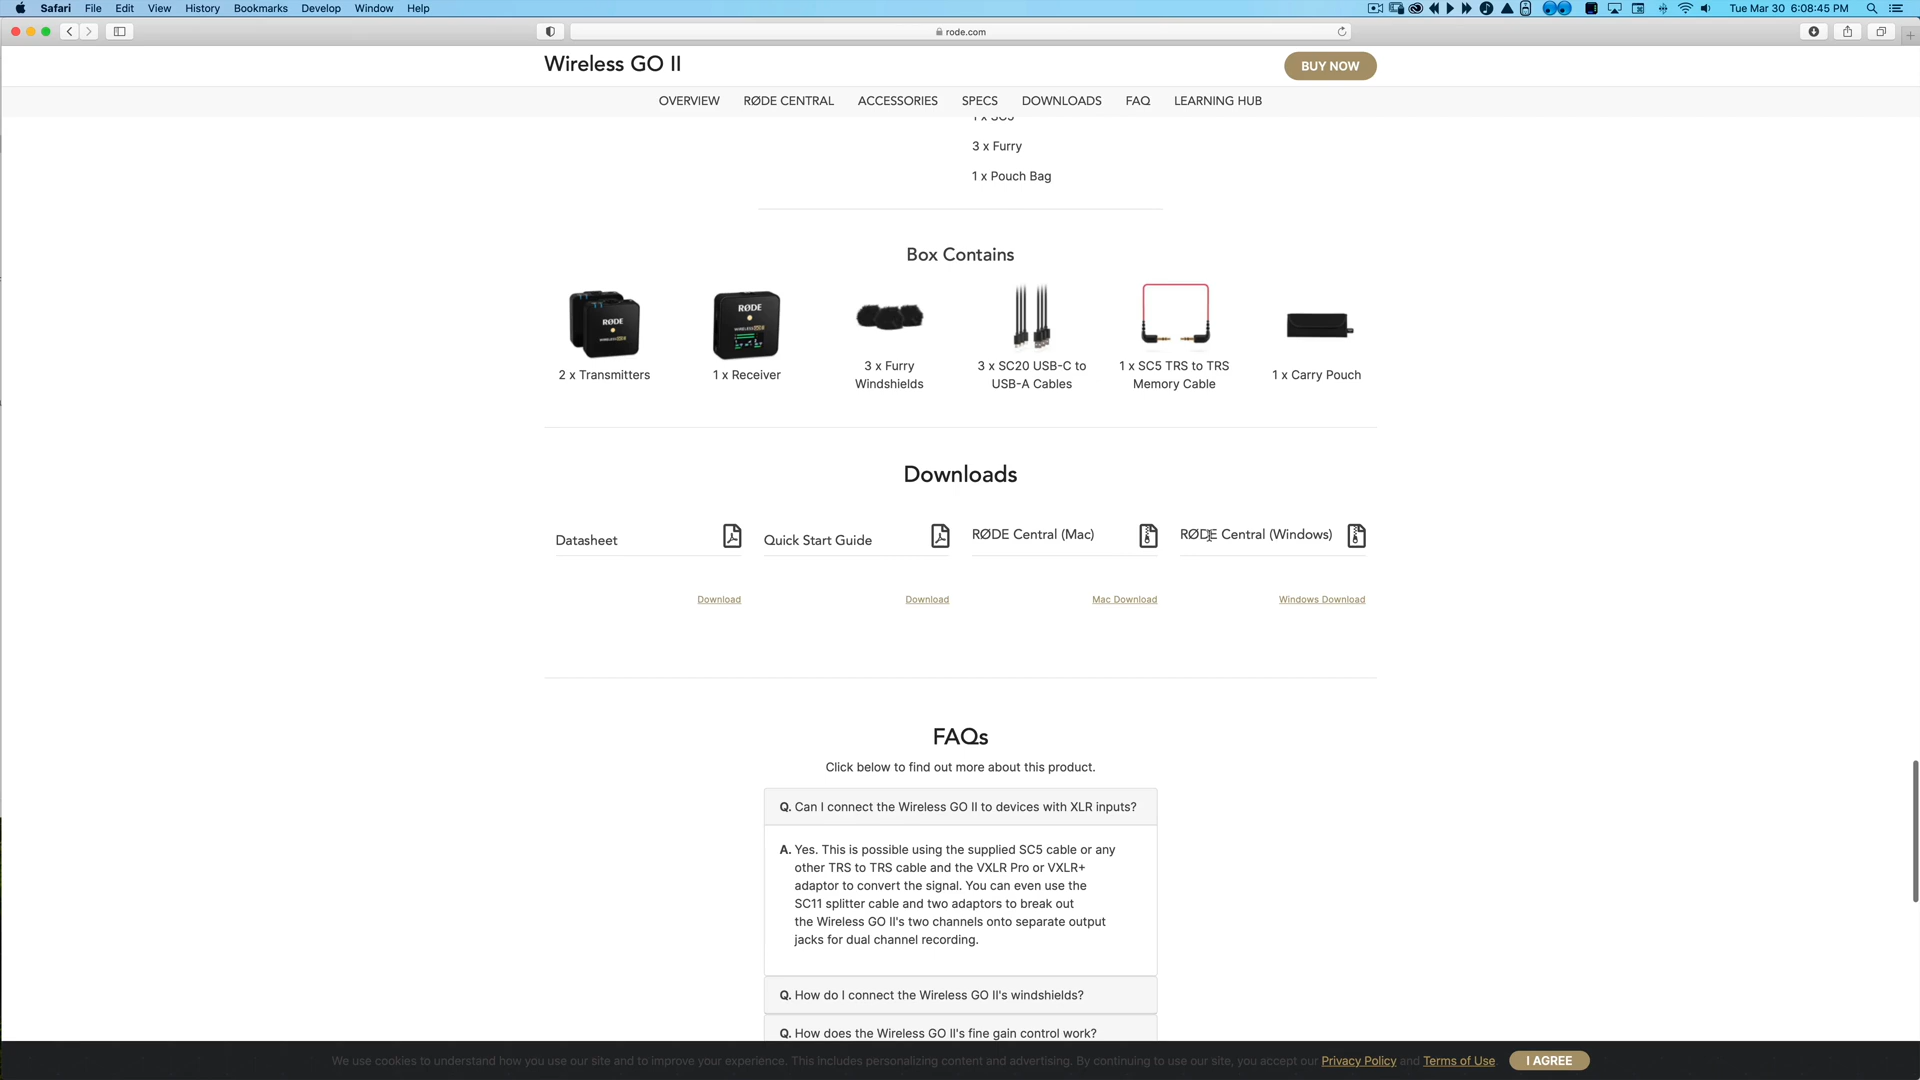 Safari File Edit View History Bookmarks Develop Window Help Tue Mar 30 6:08:45 PM
rode.com
Wireless GO II BUY NOW
OVERVIEW RØDE CENTRAL ACCESSORIES SPECS DOWNLOADS FAQ LEARNING HUB
1 x SC5
3 x Furry
1 x Pouch Bag
Box Contains
RØDE
RØDE
2 x Transmitters
1 x Receiver
3 x Furry
Windshields
3 x SC20 USB-C to
USB-A Cables
1 x SC5 TRS to TRS
Memory Cable
1 x Carry Pouch
Downloads
Datasheet
Quick Start Guide
RØDE Central (Mac)
RØDE Central (Windows)
Download
Download
Mac Download
Windows Download
FAQs
Click below to find out more about this product.
Q. Can I connect the Wireless GO II to devices with XLR inputs?
A. Yes. This is possible using the supplied SC5 cable or any
other TRS to TRS cable and the VXLR Pro or VXLR+
adaptor to convert the signal. You can even use the
SC11 splitter cable and two adaptors to break out
the Wireless GO II's two channels onto separate output
jacks for dual channel recording.
Q. How do I connect the Wireless GO II's windshields?
Q. How does the Wireless GO II's fine gain control work?
We use cookies to understand how you use our site and to improve your experience. This includes personalizing content and advertising. By continuing to use our site, you accept our Privacy Policy and Terms of Use I AGREE